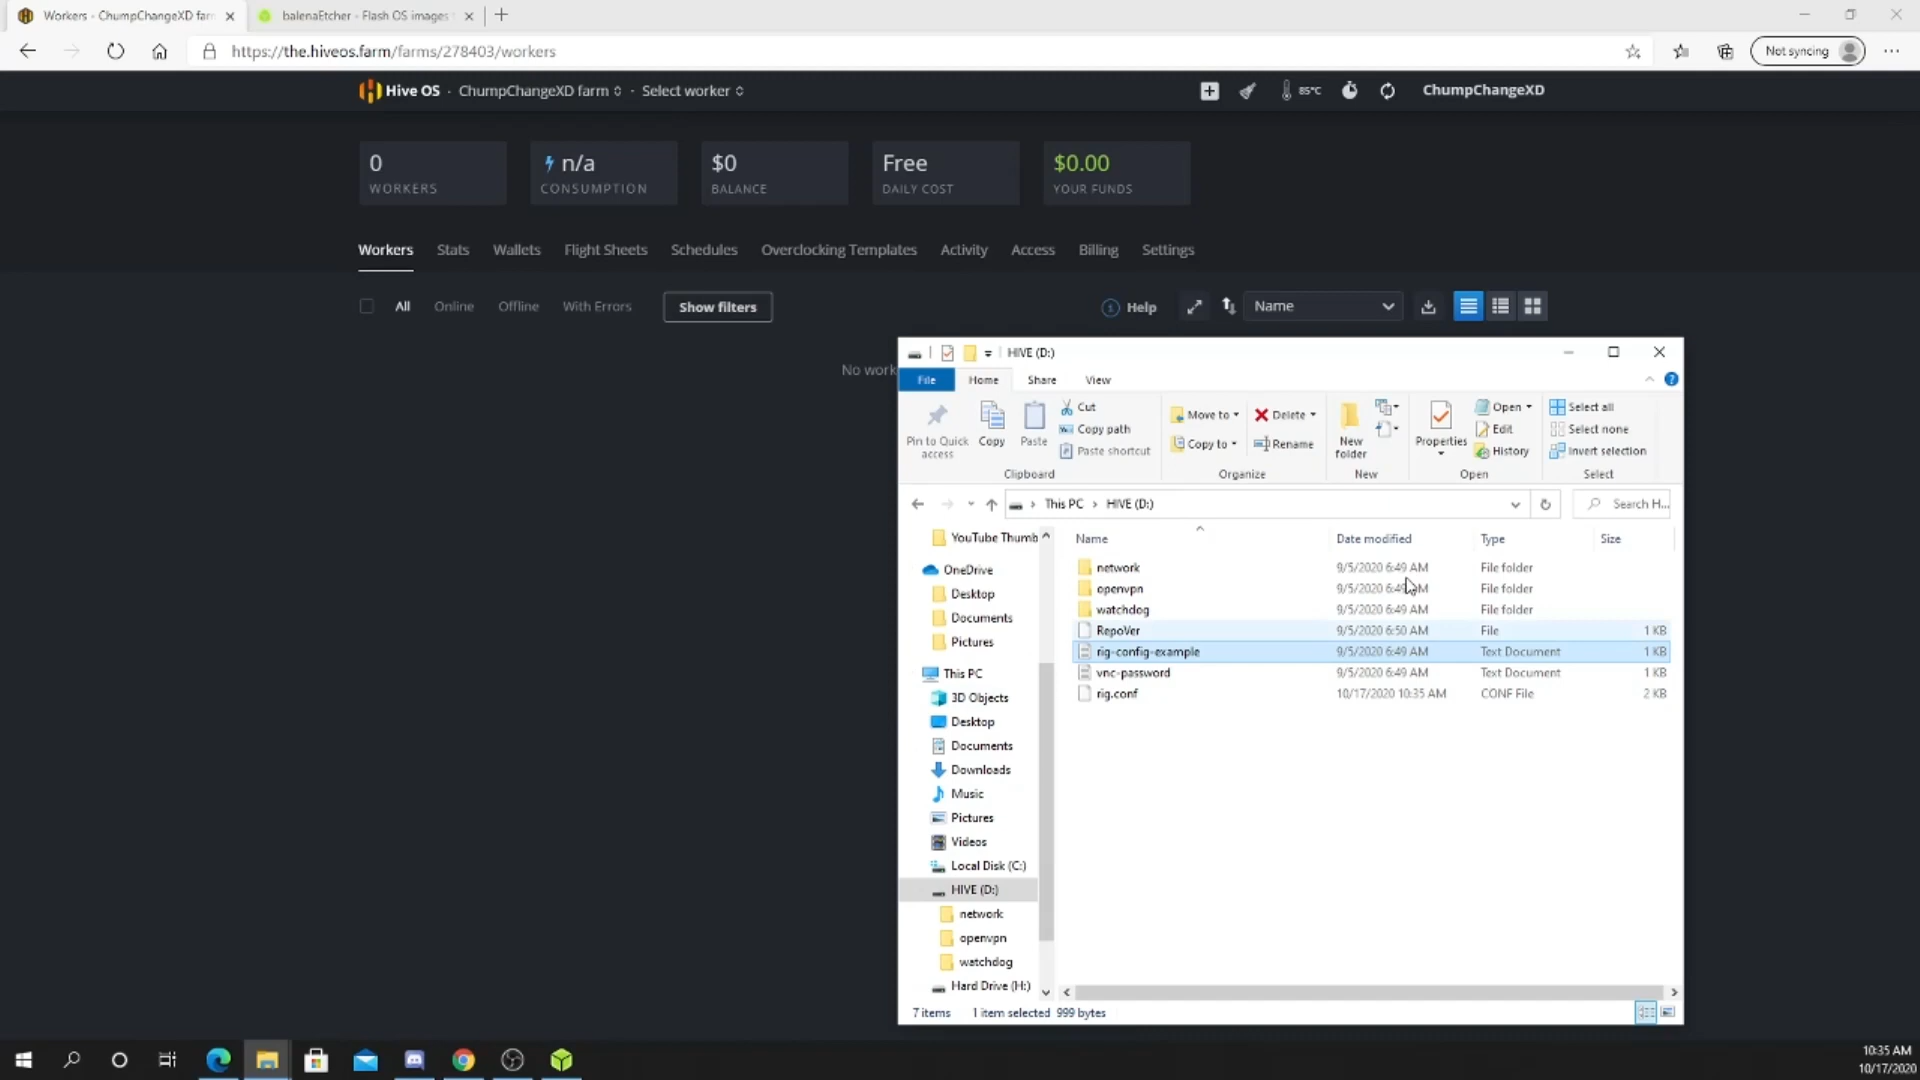 Workers - ChumpChangeXD farm
balenaEtcher - Flash OS images
https://the.hiveos.farm/farms/278403/workers
Not syncing
Hive OS · ChumpChangeXD farm · Select worker
85°C
ChumpChangeXD
0
WORKERS
n/a
CONSUMPTION
$0
BALANCE
Free
DAILY COST
$0.00
YOUR FUNDS
Workers Stats Wallets Flight Sheets Schedules Overclocking Templates Activity Access Billing Settings
All Online Offline With Errors Show filters
Help
Name
No work
HIVE (D:)
File Home Share View
Pin to Quick access
Copy
Paste
Cut
Copy path
Paste shortcut
Clipboard
Move to
Copy to
Delete
Rename
Organize
New folder
New
Properties
Open
Edit
History
Open
Select all
Select none
Invert selection
Select
This PC > HIVE (D:)
Search H...
Name Date modified Type Size
network 9/5/2020 6:49 AM File folder
openvpn 9/5/2020 6:49 AM File folder
watchdog 9/5/2020 6:49 AM File folder
RepoVer 9/5/2020 6:50 AM File 1 KB
rig-config-example 9/5/2020 6:49 AM Text Document 1 KB
vnc-password 9/5/2020 6:49 AM Text Document 1 KB
rig.conf 10/17/2020 10:35 AM CONF File 2 KB
YouTube Thumb
OneDrive
Desktop
Documents
Pictures
This PC
3D Objects
Desktop
Documents
Downloads
Music
Pictures
Videos
Local Disk (C:)
HIVE (D:)
network
openvpn
watchdog
Hard Drive (H:)
7 items 1 item selected 999 bytes
10:35 AM
10/17/2020